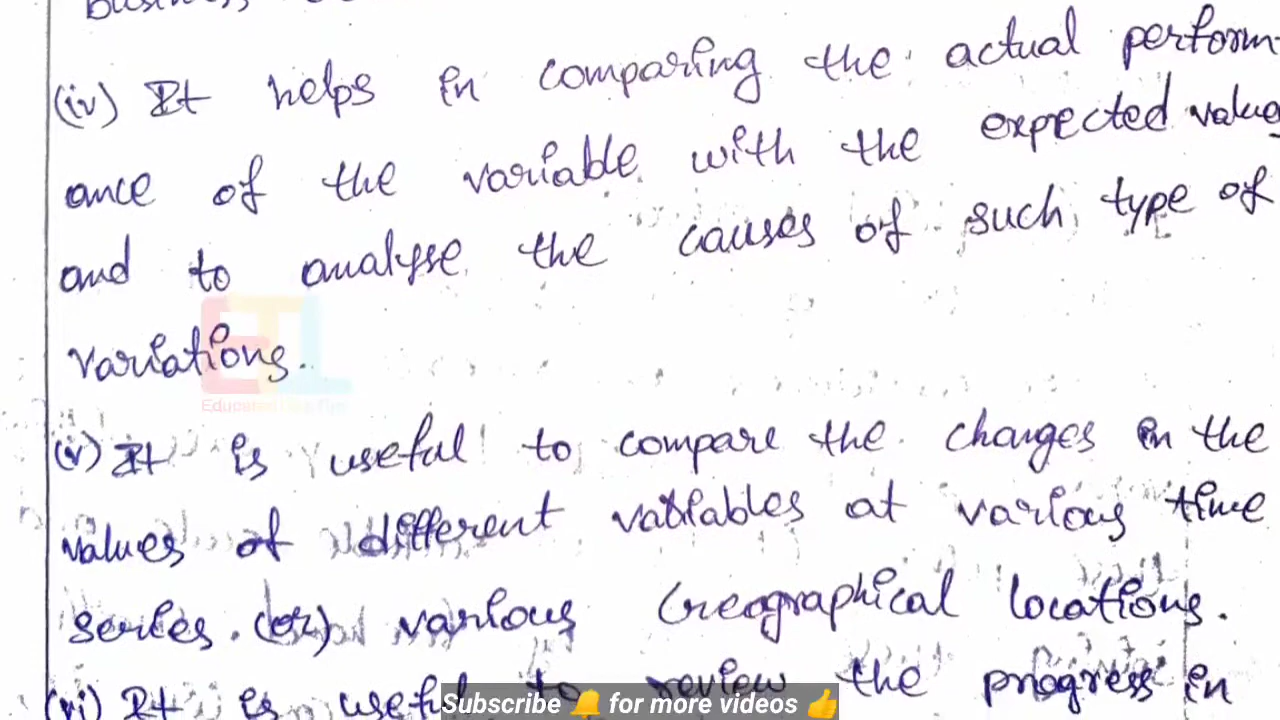 business
(iv) It helps in comparing the actual perform-
ance of the variable with the expected value
and to analyse the causes of such type of
variations.
(v) It is useful to compare the changes in the
values of different variables at various time
series (or) various Geographical locations.
(vi) It is useful to review the progress in
Subscribe 🔔 for more videos 👍